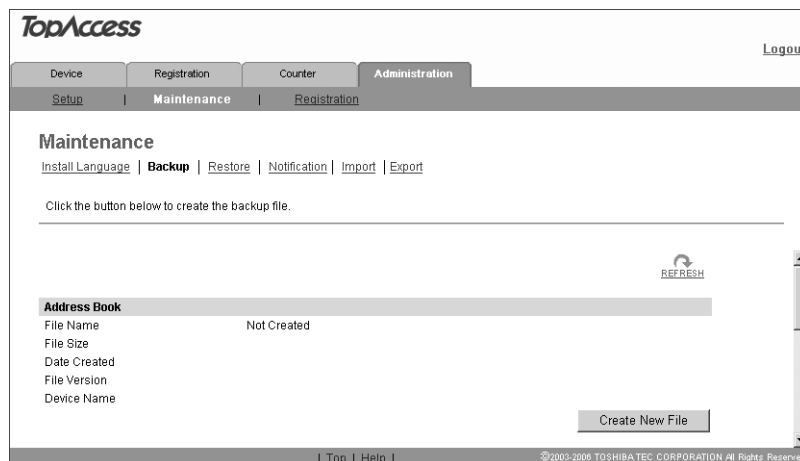 TopAccess
Logou
Device Registration Counter Administration
Setup | Maintenance | Registration
Maintenance
Install Language | Backup | Restore | Notification | Import | Export
Click the button below to create the backup file.
REFRESH
Address Book
File Name Not Created
File Size
Date Created
File Version
Device Name
Create New File
| Top | Help | ©2003-2006 TOSHIBA TEC CORPORATION All Rights Reserve